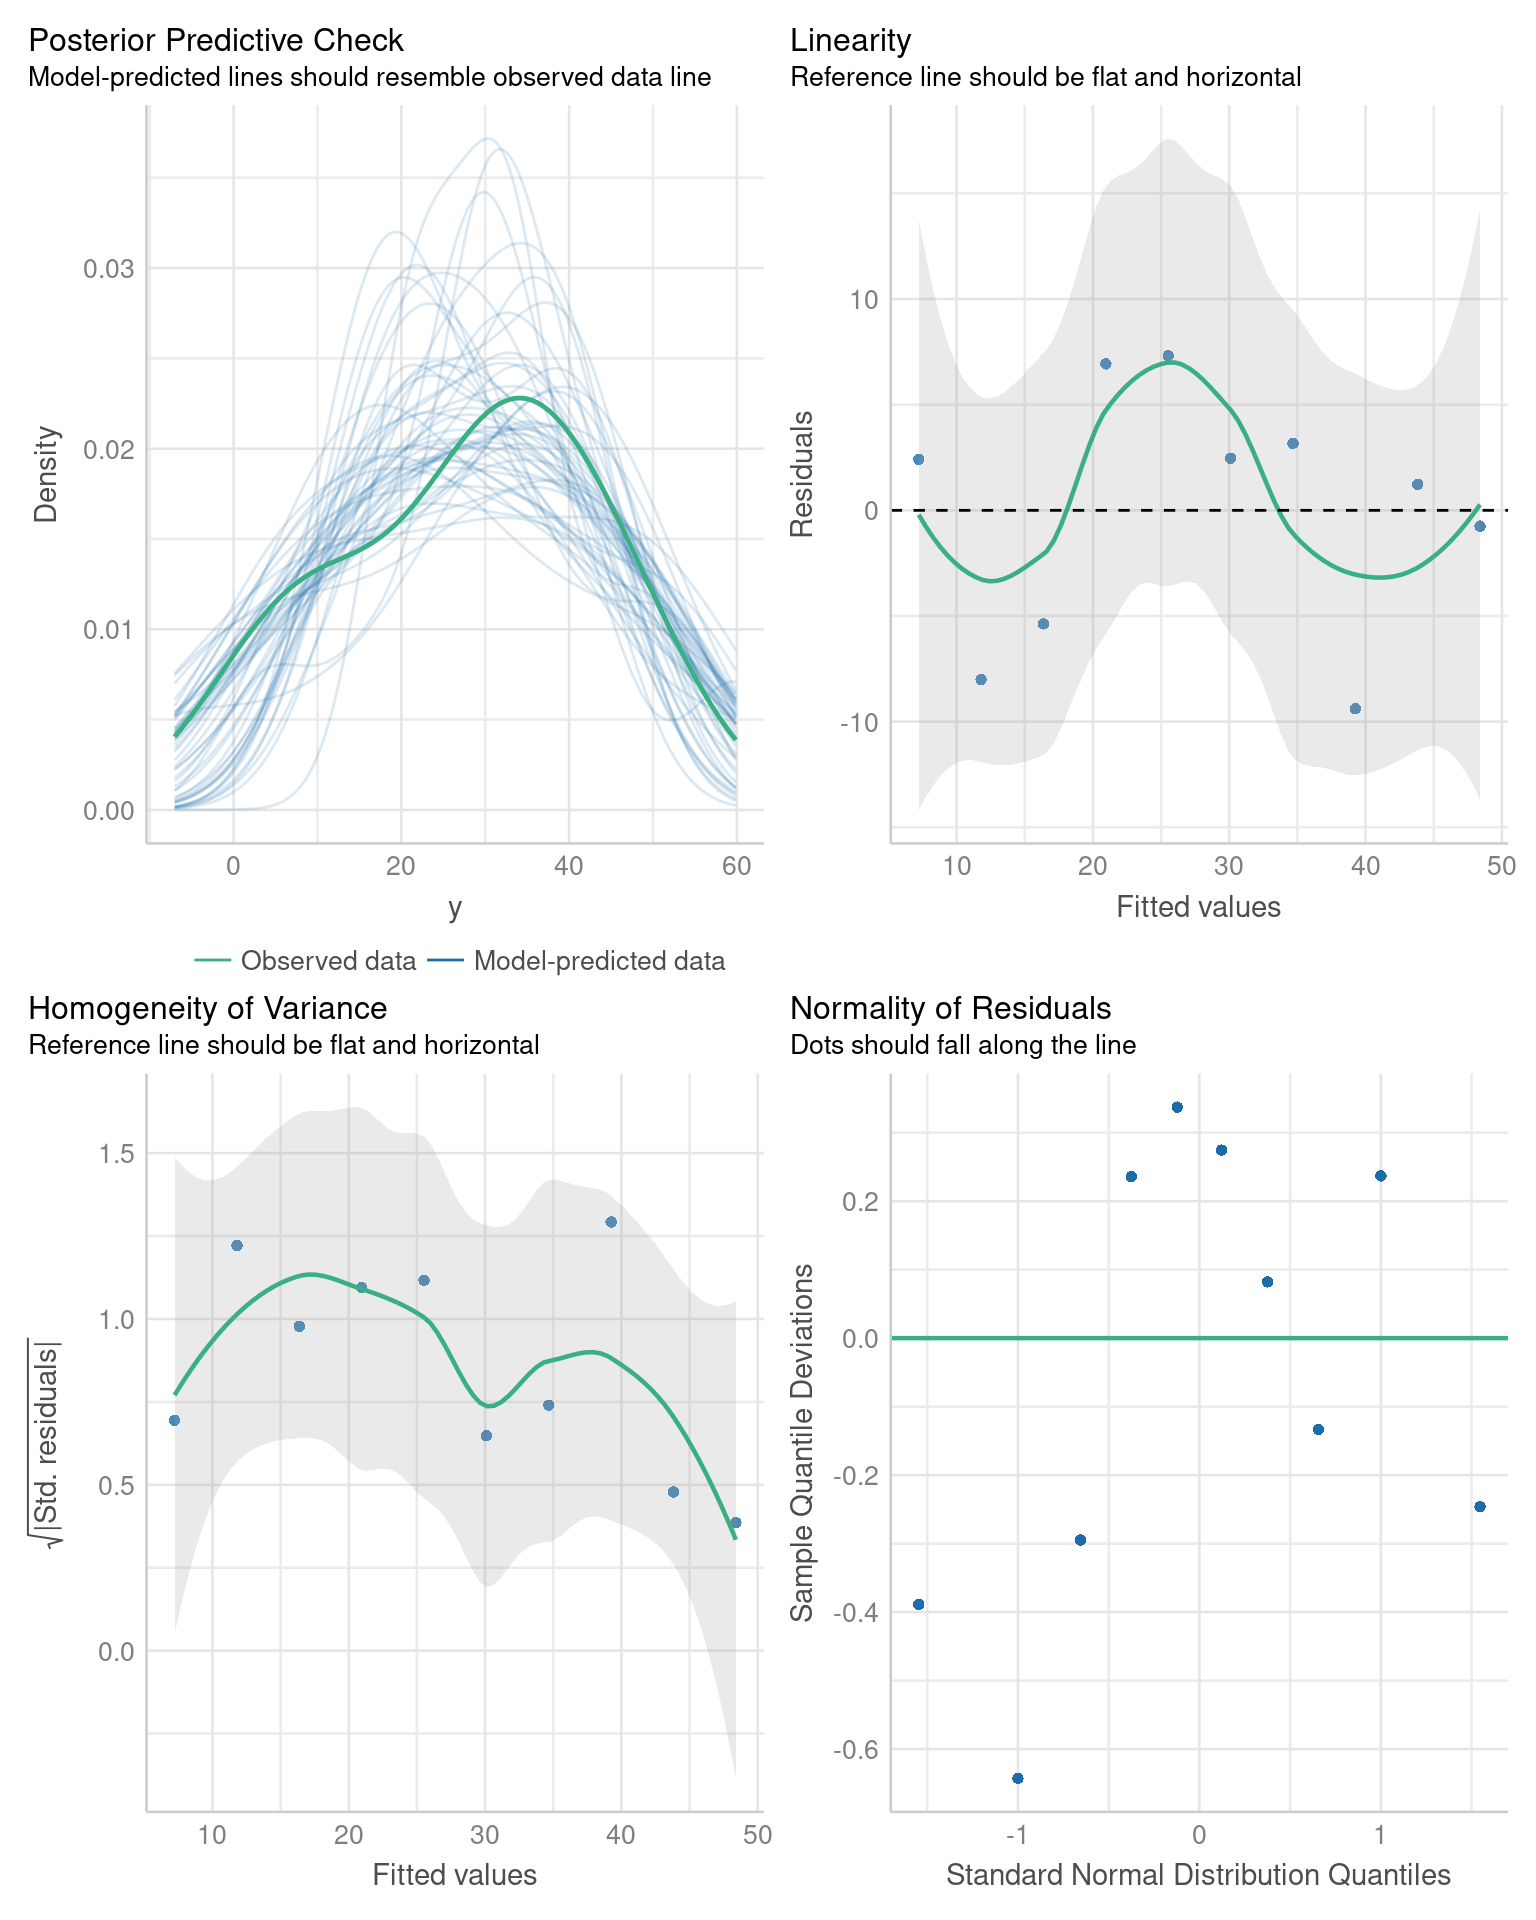 Posterior Predictive Check
Model-predicted lines should resemble observed data line
0.03
0.02
0.01
0.00
Density
0
20
40
60
y
Observed data
Model-predicted data
Linearity
Reference line should be flat and horizontal
10
0
-10
Residuals
10
20
30
40
50
Fitted values
Homogeneity of Variance
Reference line should be flat and horizontal
1.5
1.0
0.5
0.0
√|Std. residuals|
10
20
30
40
50
Fitted values
Normality of Residuals
Dots should fall along the line
0.2
0.0
-0.2
-0.4
-0.6
Sample Quantile Deviations
-1
0
1
Standard Normal Distribution Quantiles